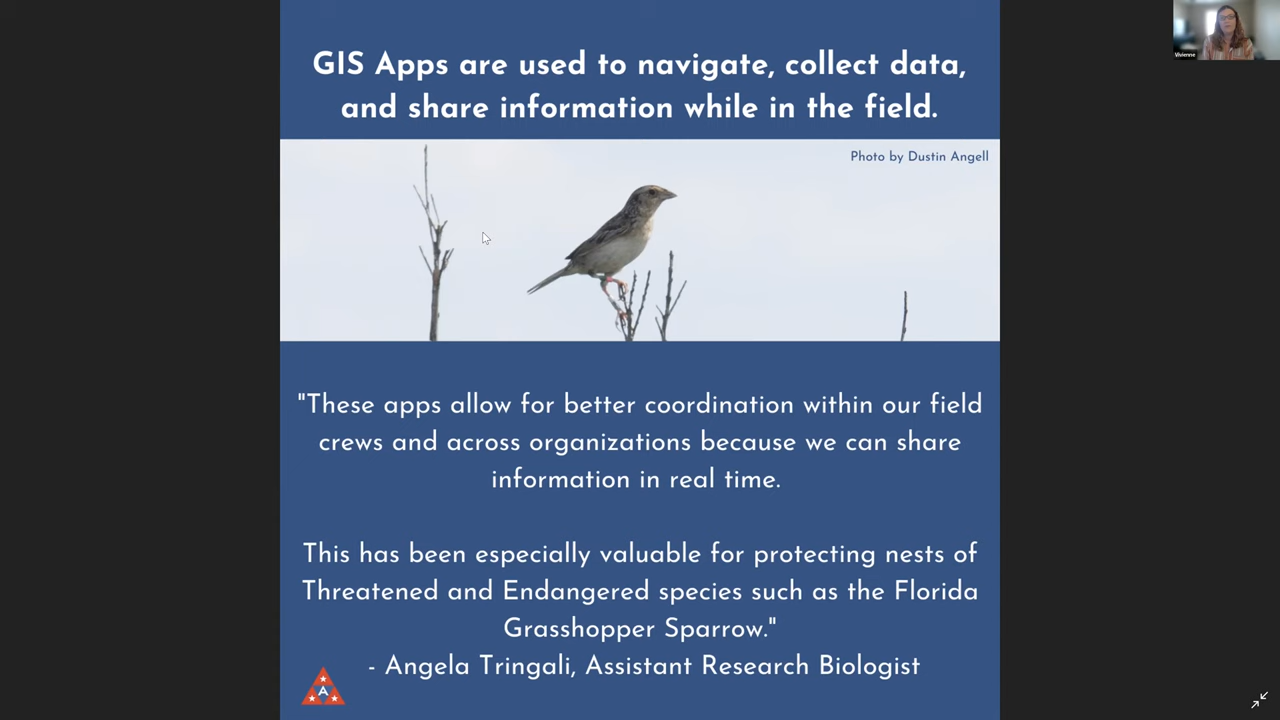 GIS Apps are used to navigate, collect data,
and share information while in the field.
Photo by Dustin Angell
"These apps allow for better coordination within our field
crews and across organizations because we can share
information in real time.
This has been especially valuable for protecting nests of
Threatened and Endangered species such as the Florida
Grasshopper Sparrow."
- Angela Tringali, Assistant Research Biologist
A
Vivienne